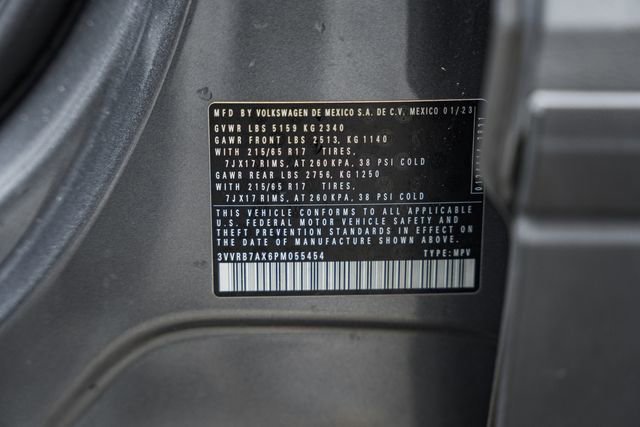 MFD BY VOLKSWAGEN DE MEXICO S.A. DE C.V. MEXICO 01/23
GVWR LBS 5159 KG 2340
GAWR FRONT LBS 2513, KG 1140
WITH 215/65 R17 TIRES,
7JX17 RIMS, AT 260 KPA, 38 PSI COLD
GAWR REAR LBS 2756, KG 1250
WITH 215/65 R17 TIRES,
7JX17 RIMS, AT 260 KPA, 38 PSI COLD
THIS VEHICLE CONFORMS TO ALL APPLICABLE
U.S. FEDERAL MOTOR VEHICLE SAFETY AND
THEFT PREVENTION STANDARDS IN EFFECT ON
THE DATE OF MANUFACTURE SHOWN ABOVE.
3VVRB7AX6PM055454 TYPE: MPV